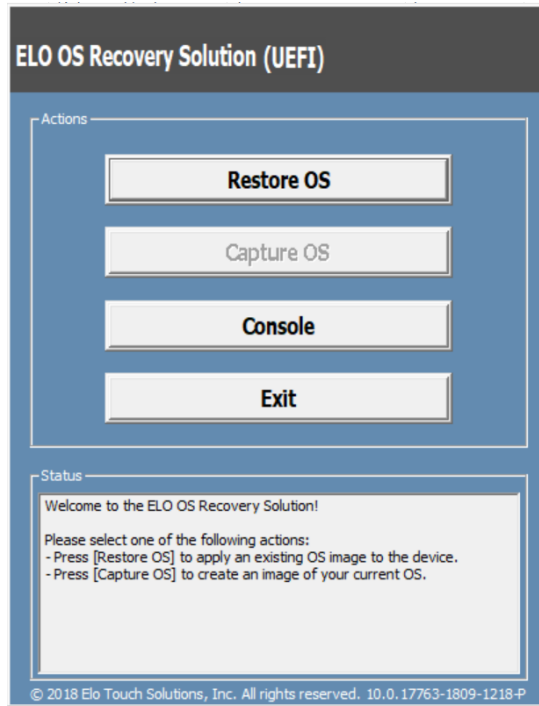 ELO OS Recovery Solution (UEFI)
Actions
Restore OS
Capture OS
Console
Exit
Status
Welcome to the ELO OS Recovery Solution!
Please select one of the following actions:
- Press [Restore OS] to apply an existing OS image to the device.
- Press [Capture OS] to create an image of your current OS.
© 2018 Elo Touch Solutions, Inc. All rights reserved. 10.0.17763-1809-1218-P